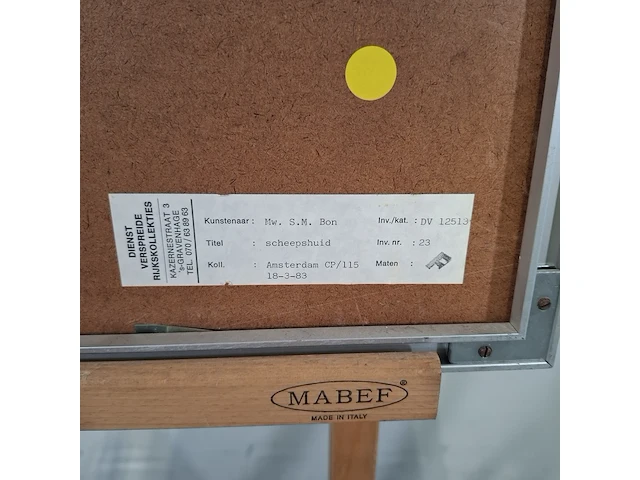 DIENST
VERSPREIDE
RIJKSKOLLEKTIES
KAZERNESTRAAT 3
's-GRAVENHAGE
TEL. 070/63 89 63
Kunstenaar: Mw. S.M. Bon Inv./kat. : DV 12513
Titel : scheepshuid Inv. nr. : 23
Koll. : Amsterdam CP/115 Maten :
18-3-83
MABEF®
MADE IN ITALY